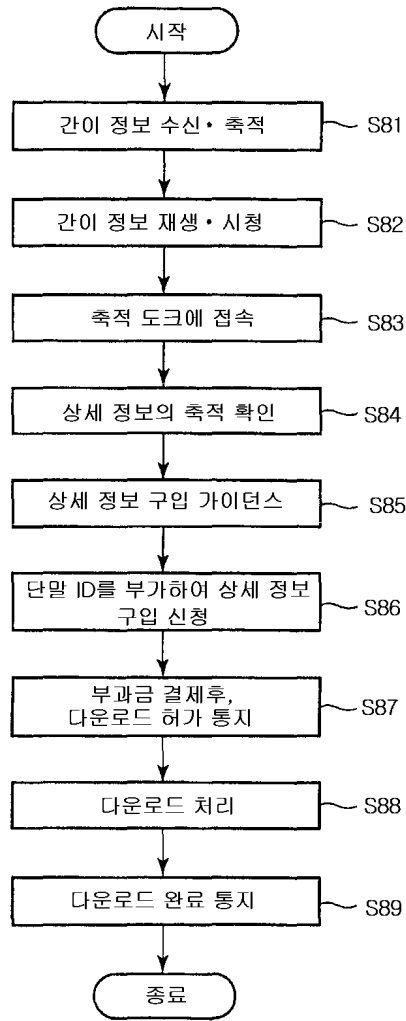 시작
간이 정보 수신·축적
S81
간이 정보 재생·시청
S82
축적 도크에 접속
S83
상세 정보의 축적 확인
S84
상세 정보 구입 가이던스
S85
단말 ID를 부가하여 상세 정보
구입 신청
S86
부과금 결제후,
다운로드 허가 통지
S87
다운로드 처리
S88
다운로드 완료 통지
S89
종료